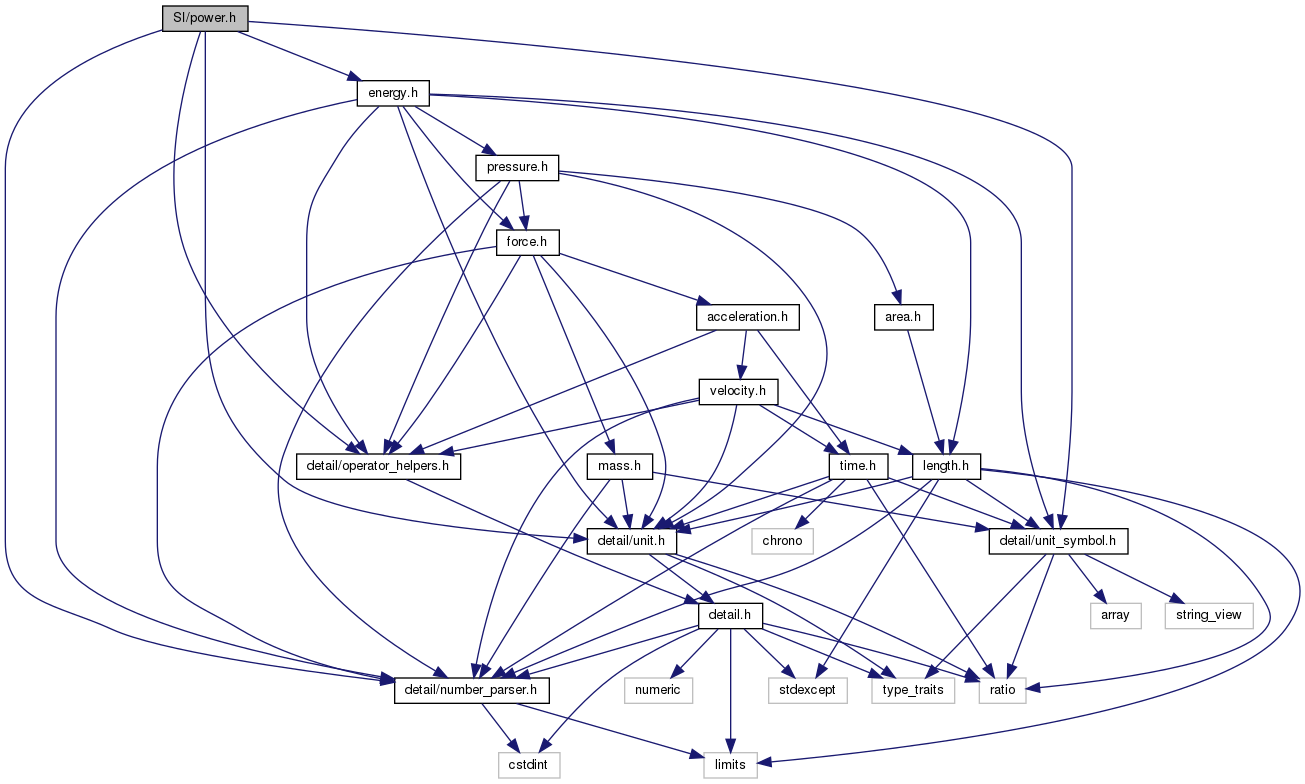 SI/power.h
energy.h
pressure.h
force.h
acceleration.h
area.h
velocity.h
detail/operator_helpers.h
mass.h
time.h
length.h
detail/unit.h
chrono
detail/unit_symbol.h
detail.h
array
string_view
detail/number_parser.h
numeric
stdexcept
type_traits
ratio
cstdint
limits